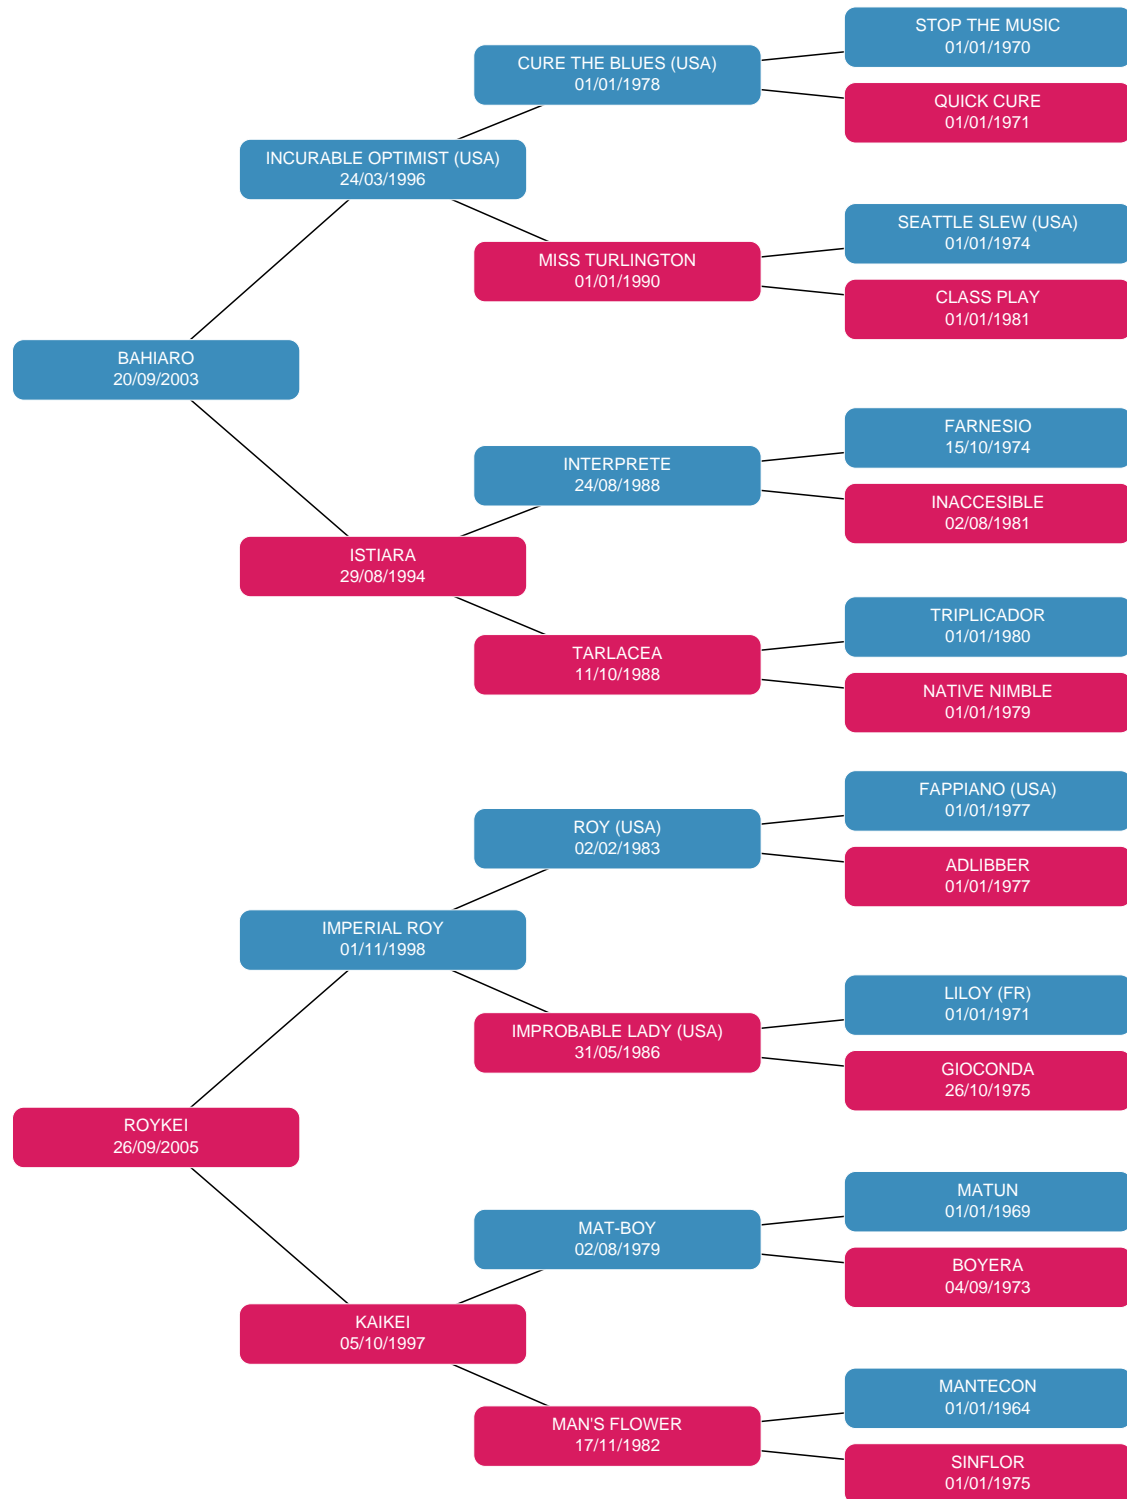 STOP THE MUSIC
01/01/1970
CURE THE BLUES (USA)
01/01/1978
QUICK CURE
01/01/1971
INCURABLE OPTIMIST (USA)
24/03/1996
SEATTLE SLEW (USA)
01/01/1974
MISS TURLINGTON
01/01/1990
CLASS PLAY
01/01/1981
BAHIARO
20/09/2003
FARNESIO
15/10/1974
INTERPRETE
24/08/1988
INACCESIBLE
02/08/1981
ISTIARA
29/08/1994
TRIPLICADOR
01/01/1980
TARLACEA
11/10/1988
NATIVE NIMBLE
01/01/1979
FAPPIANO (USA)
01/01/1977
ROY (USA)
02/02/1983
ADLIBBER
01/01/1977
IMPERIAL ROY
01/11/1998
LILOY (FR)
01/01/1971
IMPROBABLE LADY (USA)
31/05/1986
GIOCONDA
26/10/1975
ROYKEI
26/09/2005
MATUN
01/01/1969
MAT-BOY
02/08/1979
BOYERA
04/09/1973
KAIKEI
05/10/1997
MANTECON
01/01/1964
MAN'S FLOWER
17/11/1982
SINFLOR
01/01/1975